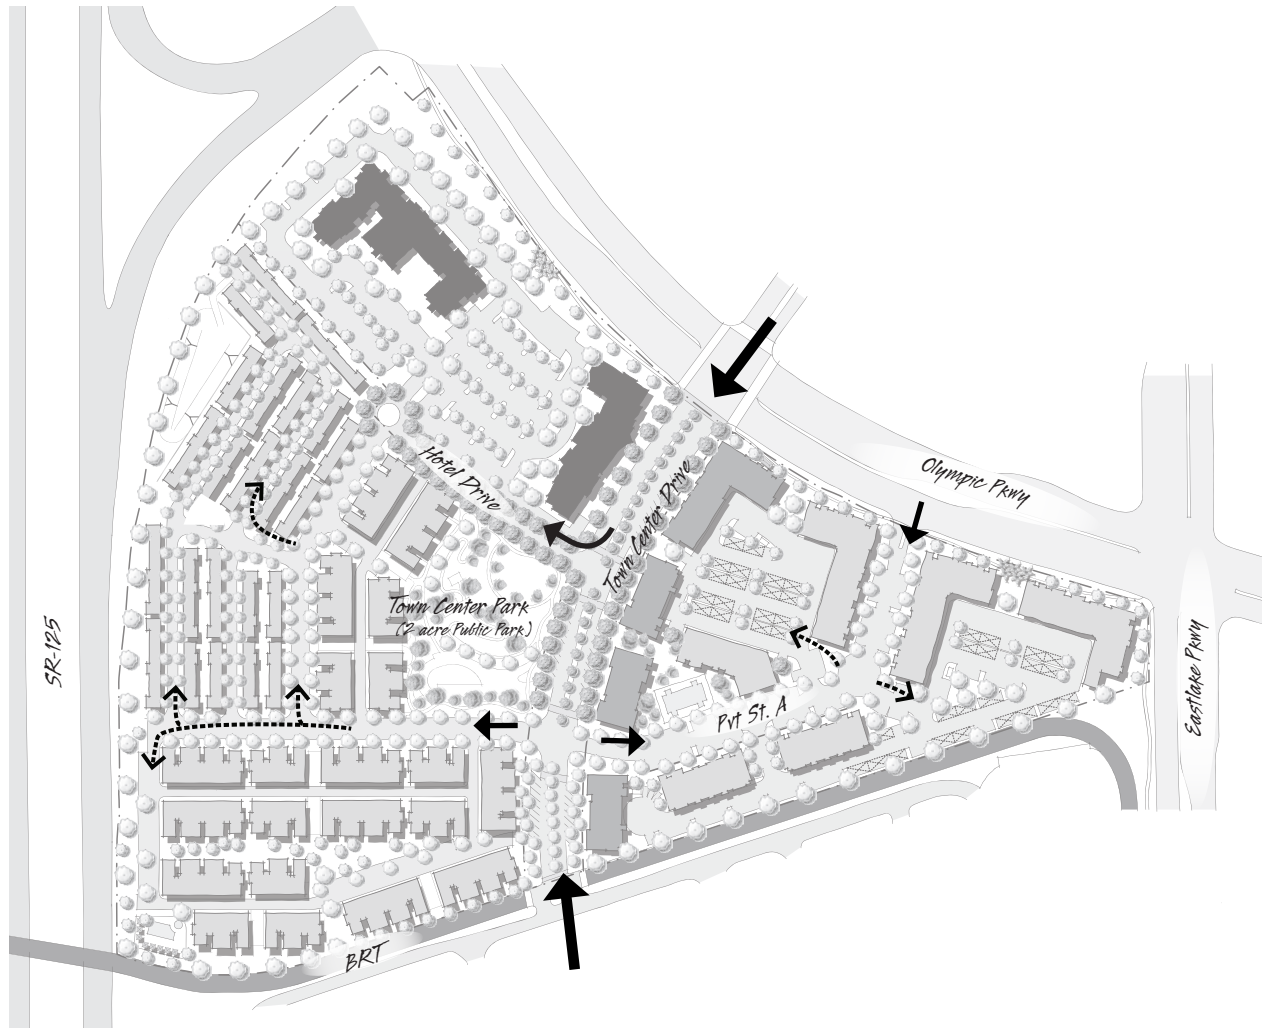 Olympic Pkwy
Hotel Drive
Town Center Drive
Town Center Park
(2 acre Public Park)
SR-125
Eastlake Pkwy
Pvt St. A
BRT